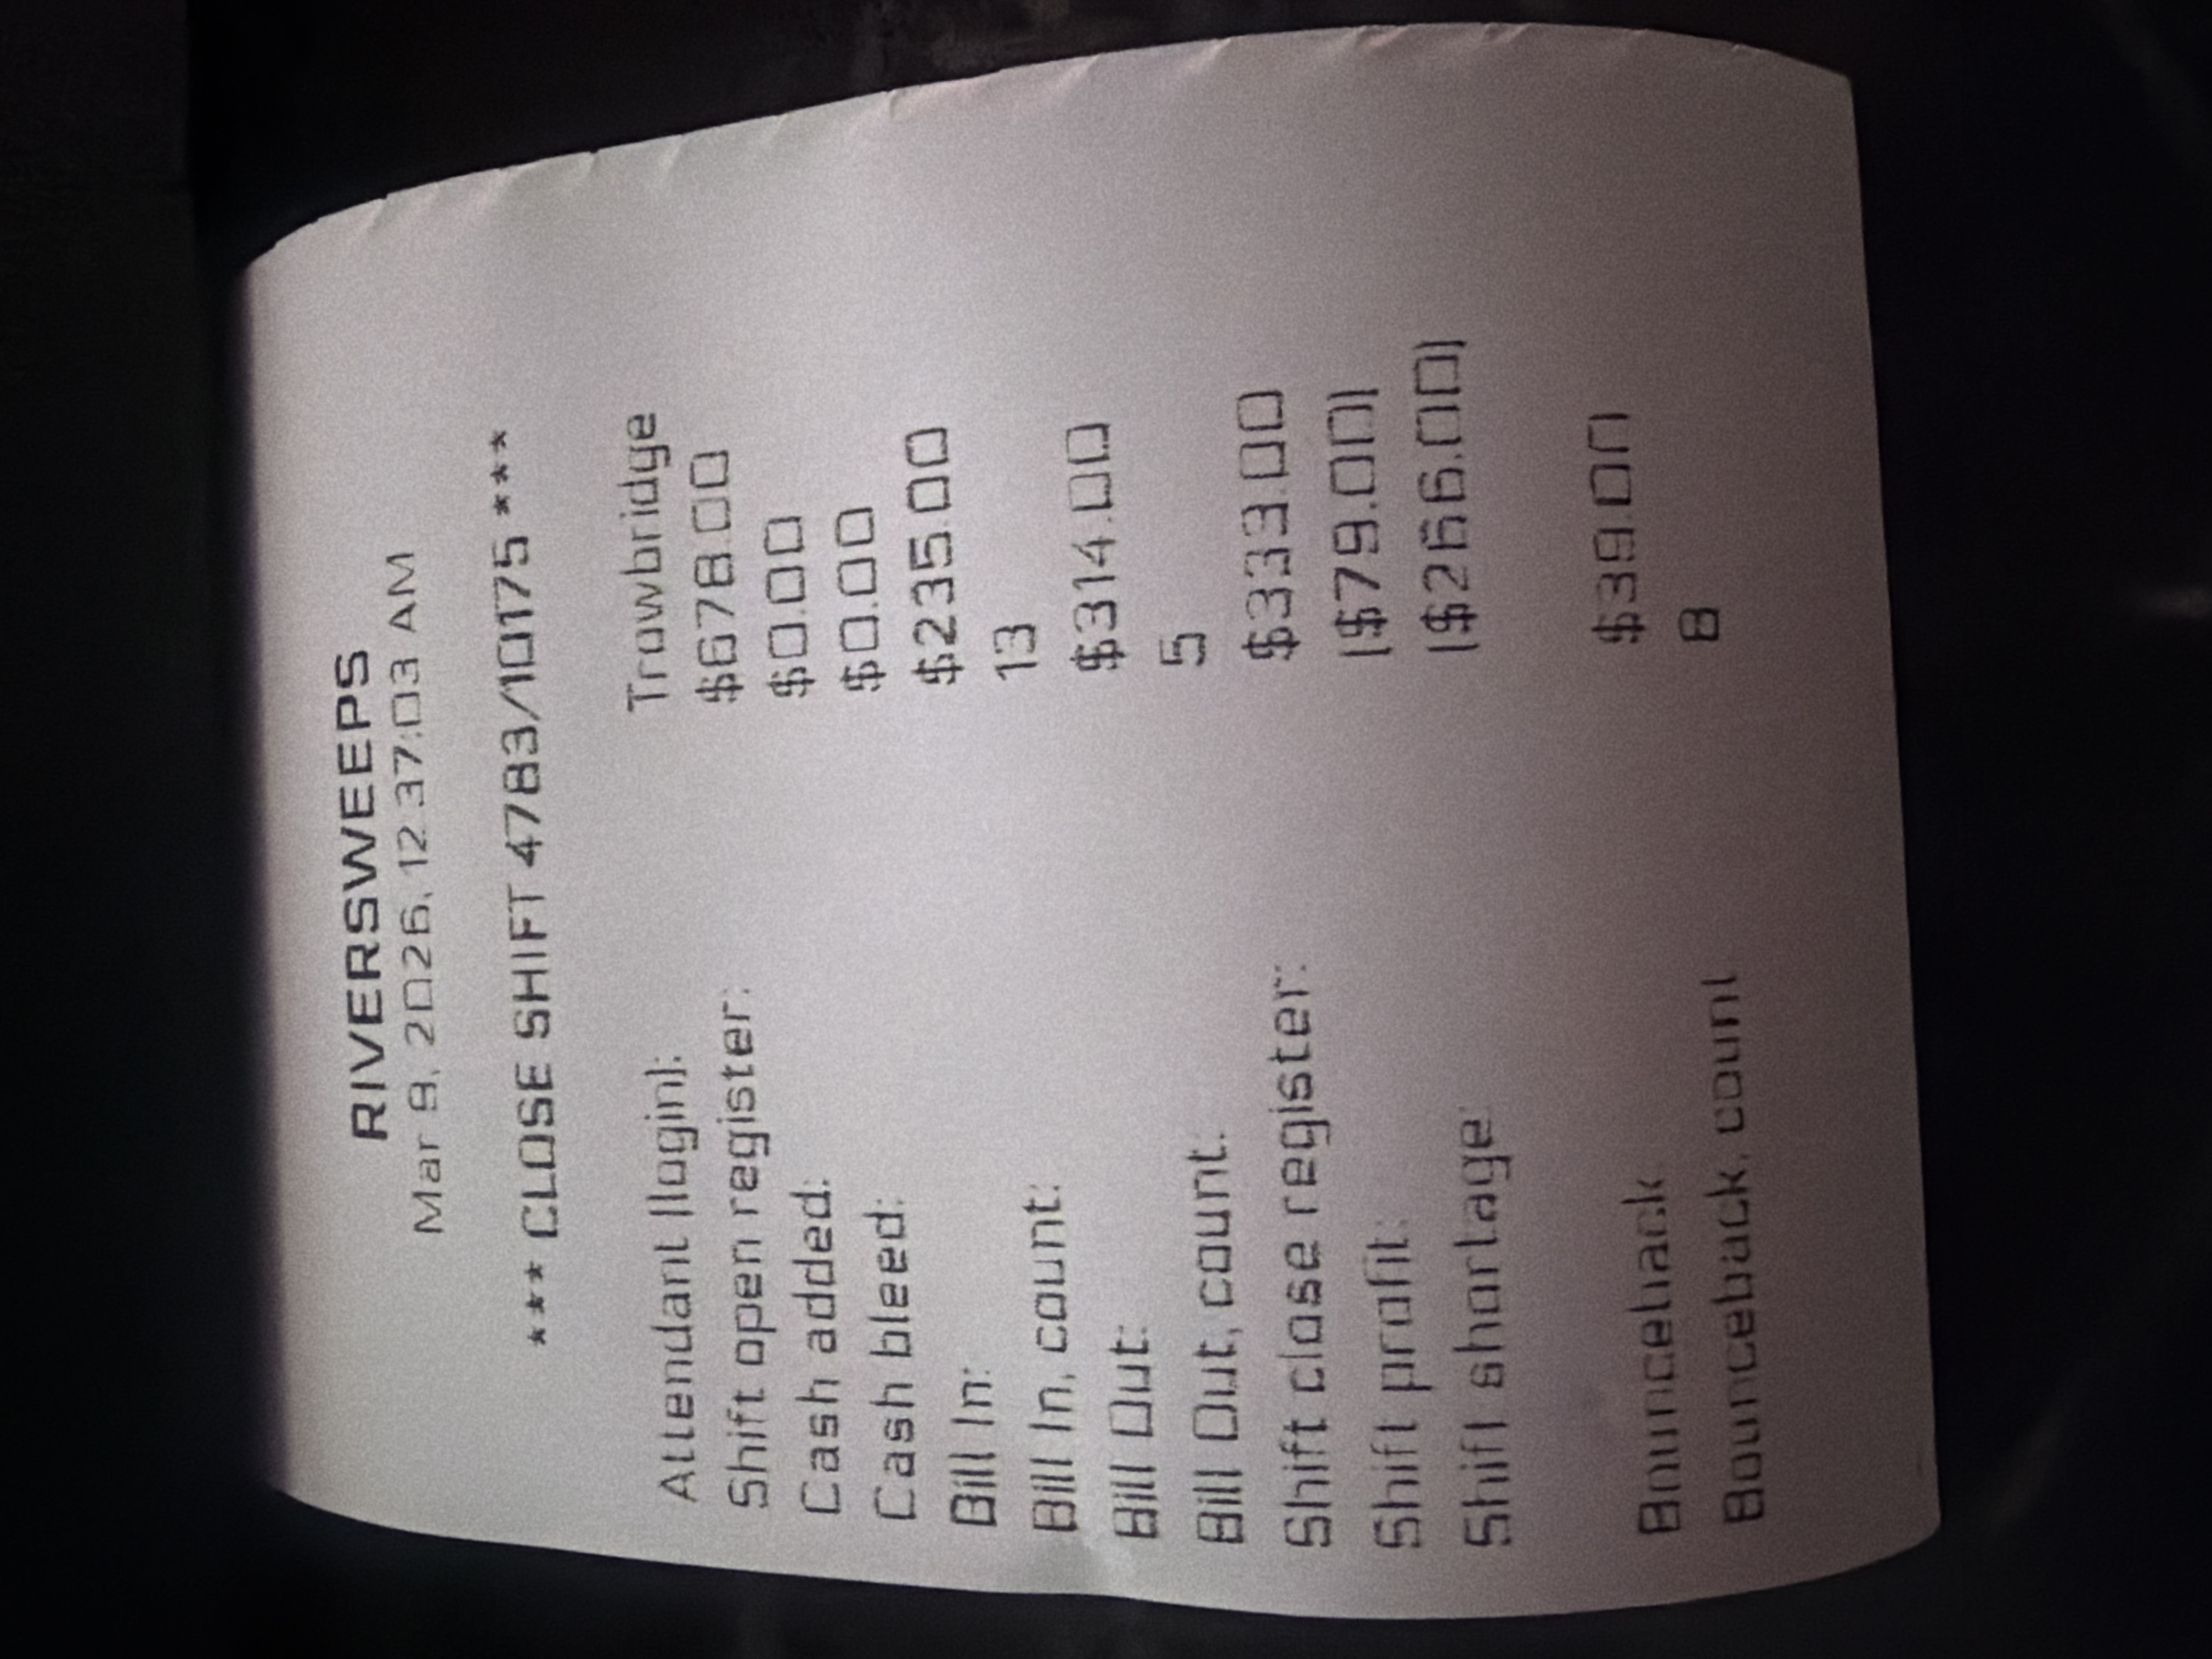 RIVERSWEEPS
Mar 9, 2026, 12:37:03 AM
*** CLOSE SHIFT 4783/10175 ***
Attendant (login): Trowbridge
Shift open register: $678.00
Cash added: $0.00
Cash bleed: $0.00
Bill In: $235.00
Bill In, count: 13
Bill Out: $314.00
Bill Out, count: 5
Shift close register: $333.00
Shift profit: ($79.00)
Shift shortage: ($266.00)
Bounceback $39.00
Bounceback, count 8